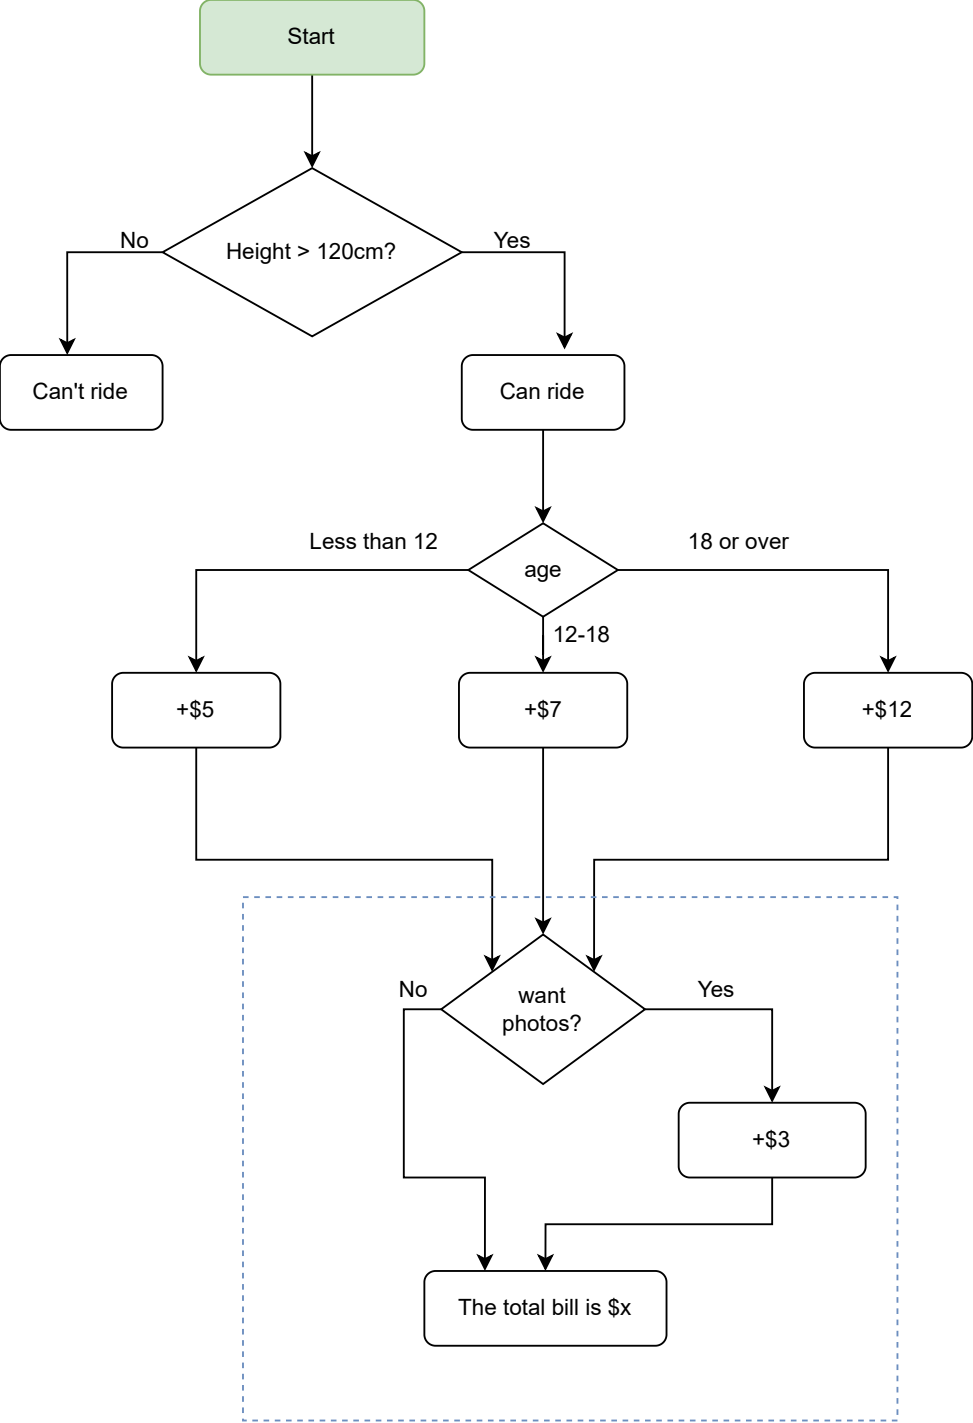 Start
Height > 120cm?
No
Yes
Can't ride
Can ride
Less than 12
age
18 or over
12-18
+$5
+$7
+$12
want
photos?
No
Yes
+$3
The total bill is $x